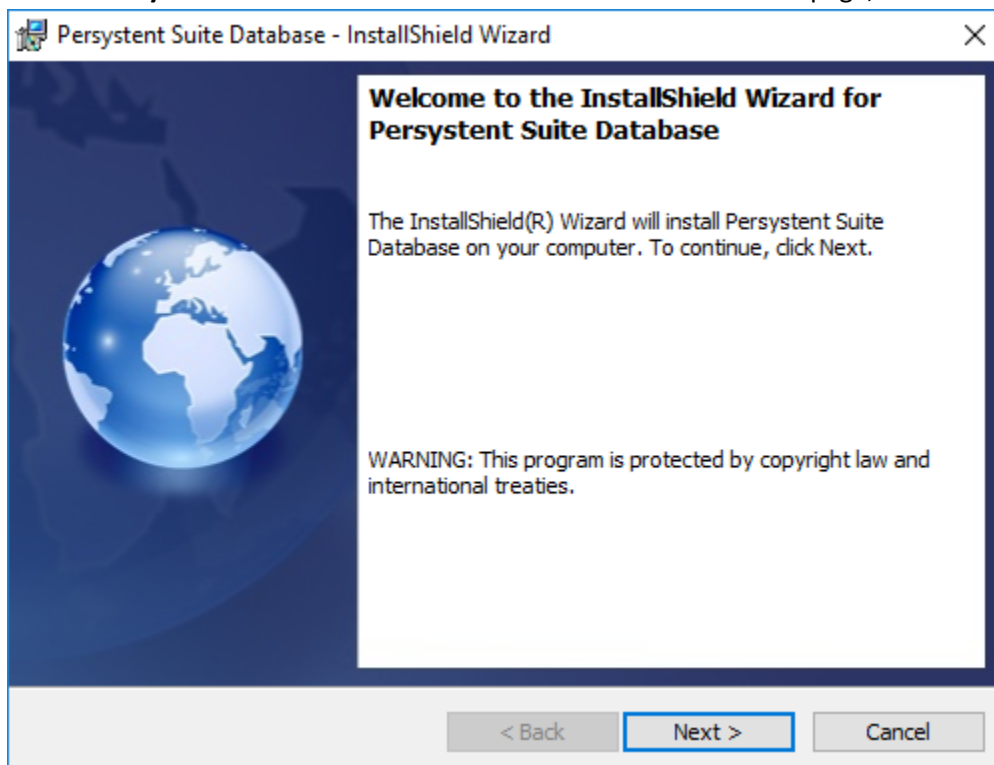 Persystent Suite Database - InstallShield Wizard
Welcome to the InstallShield Wizard for
Persystent Suite Database
The InstallShield(R) Wizard will install Persystent Suite
Database on your computer. To continue, click Next.
WARNING: This program is protected by copyright law and
international treaties.
< Back
Next >
Cancel